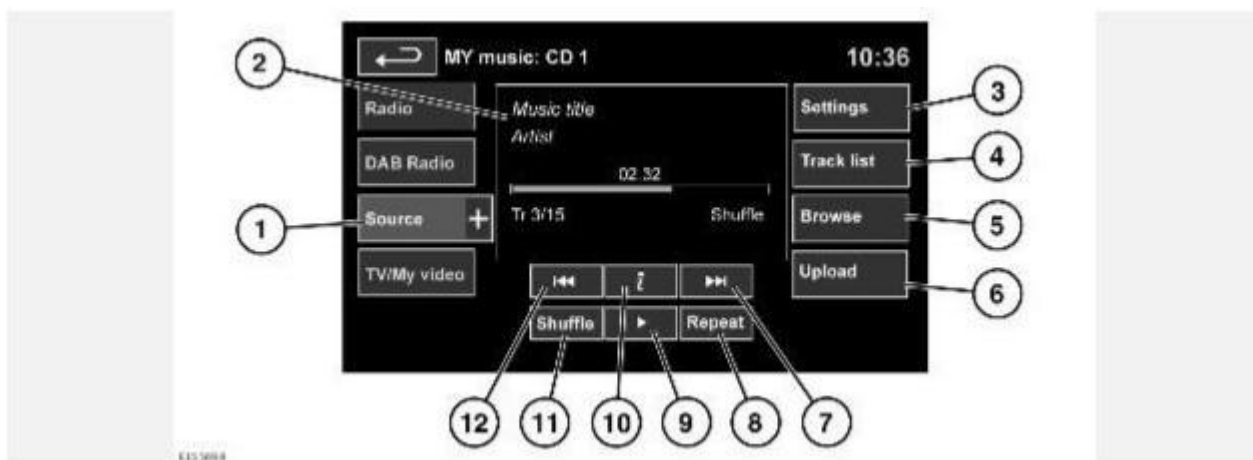 MY music: CD 1
10:36
2
Radio
Music title
Settings
3
Artist
DAB Radio
02 32
Track list
4
1
Source +
Tr 3/15
Shuffle
Browse
5
TV/My video
i
Upload
6
Shuffle
Repeat
12
11
10
9
8
7